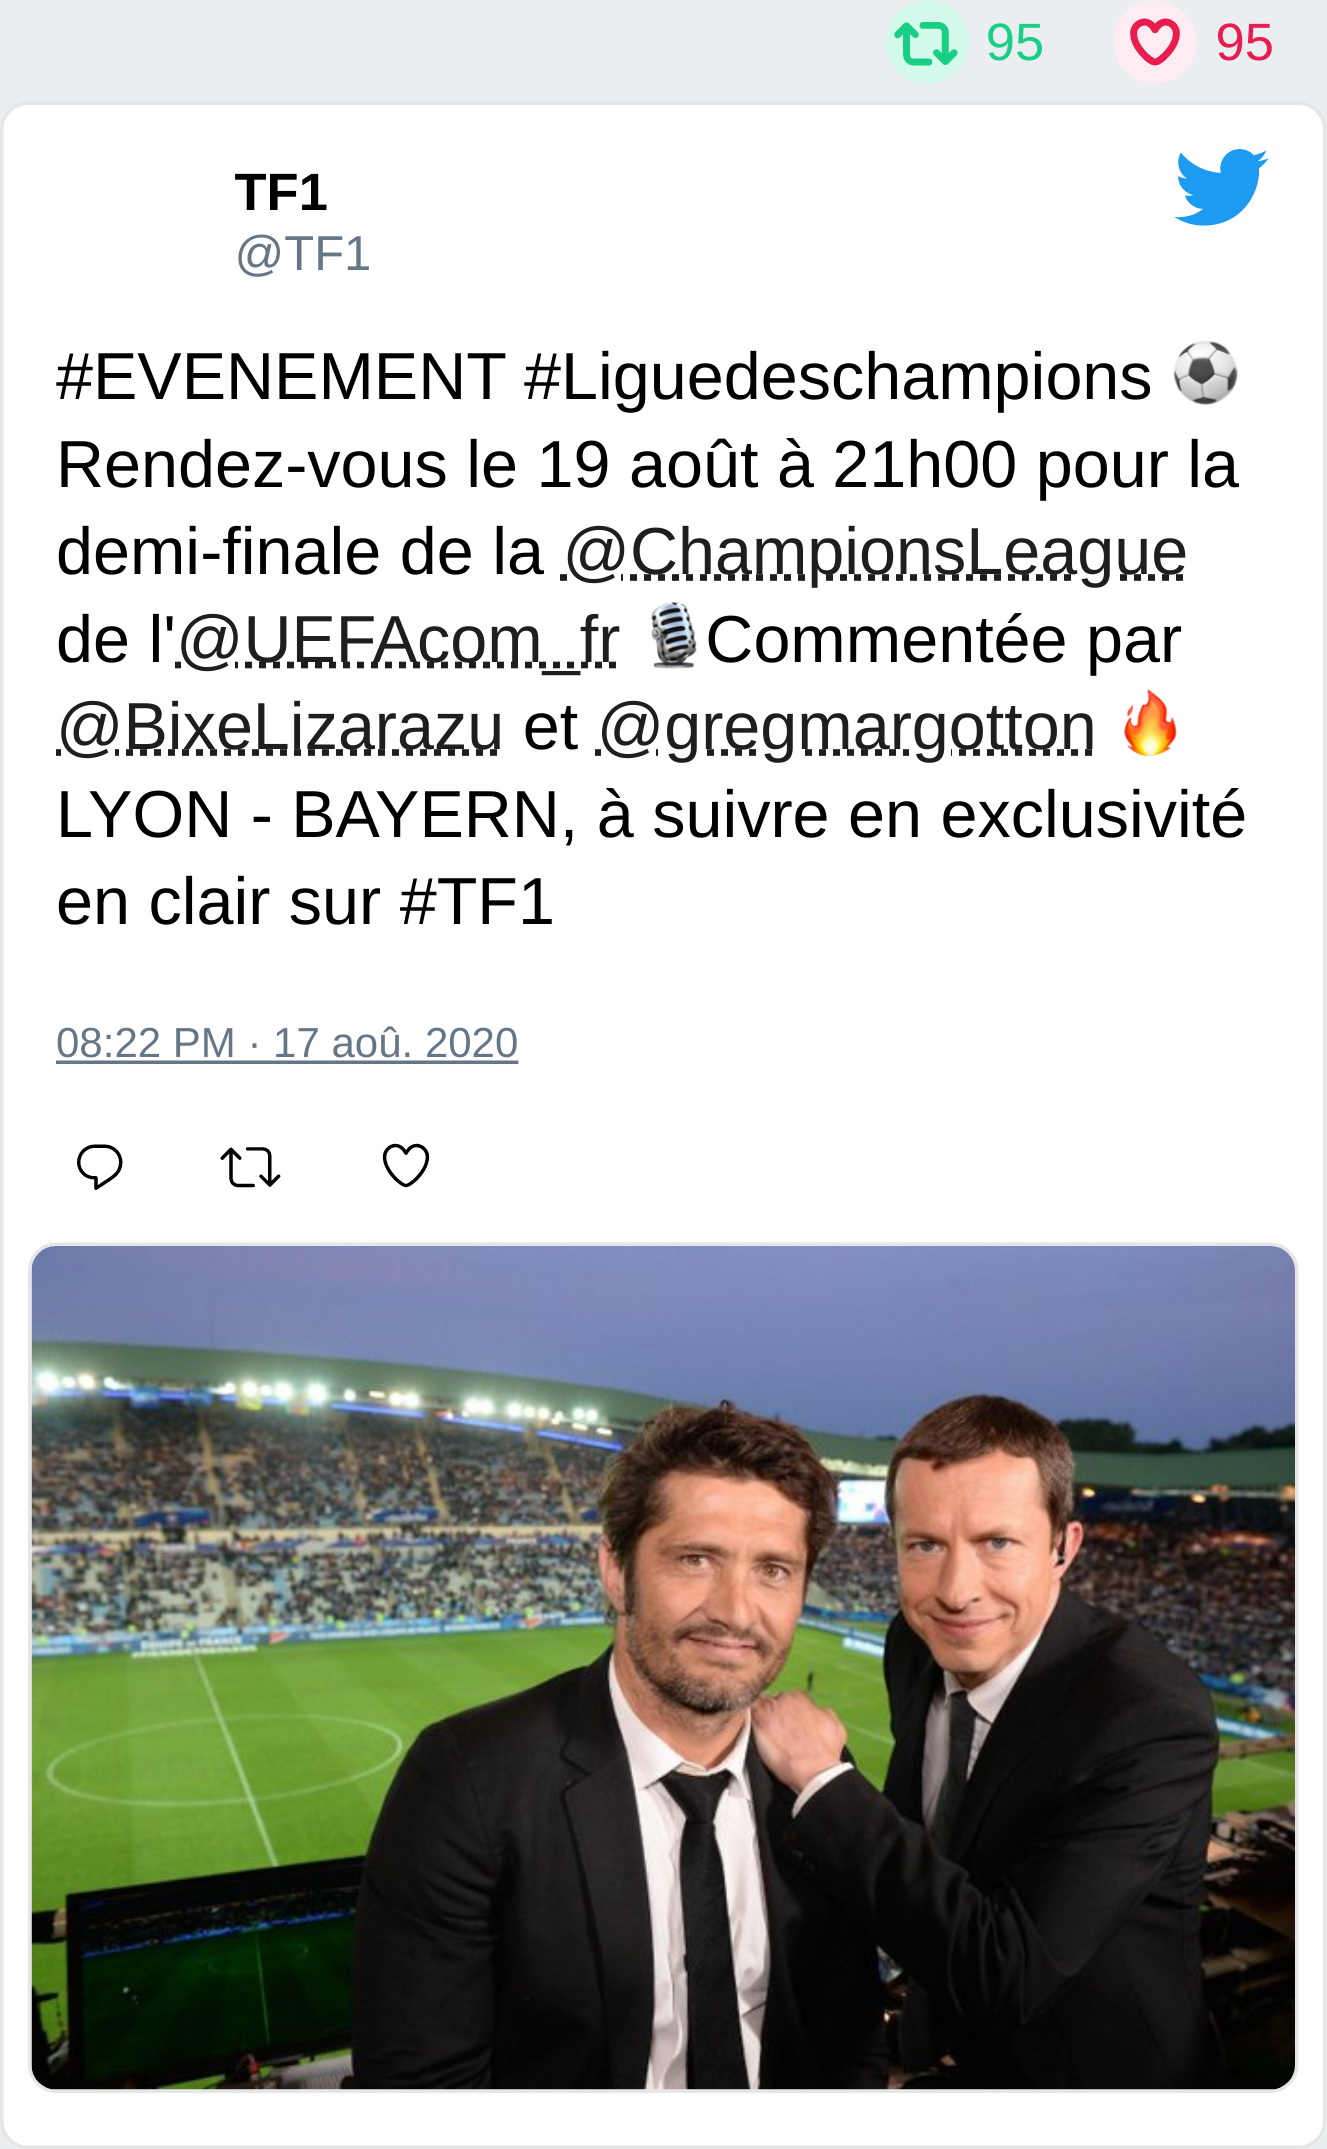 95 95
TF1
@TF1
#EVENEMENT #Liguedeschampions ⚽
Rendez-vous le 19 août à 21h00 pour la
demi-finale de la @ChampionsLeague
de l'@UEFAcom_fr 🎙Commentée par
@BixeLizarazu et @gregmargotton 🔥
LYON - BAYERN, à suivre en exclusivité
en clair sur #TF1
08:22 PM · 17 aoû. 2020